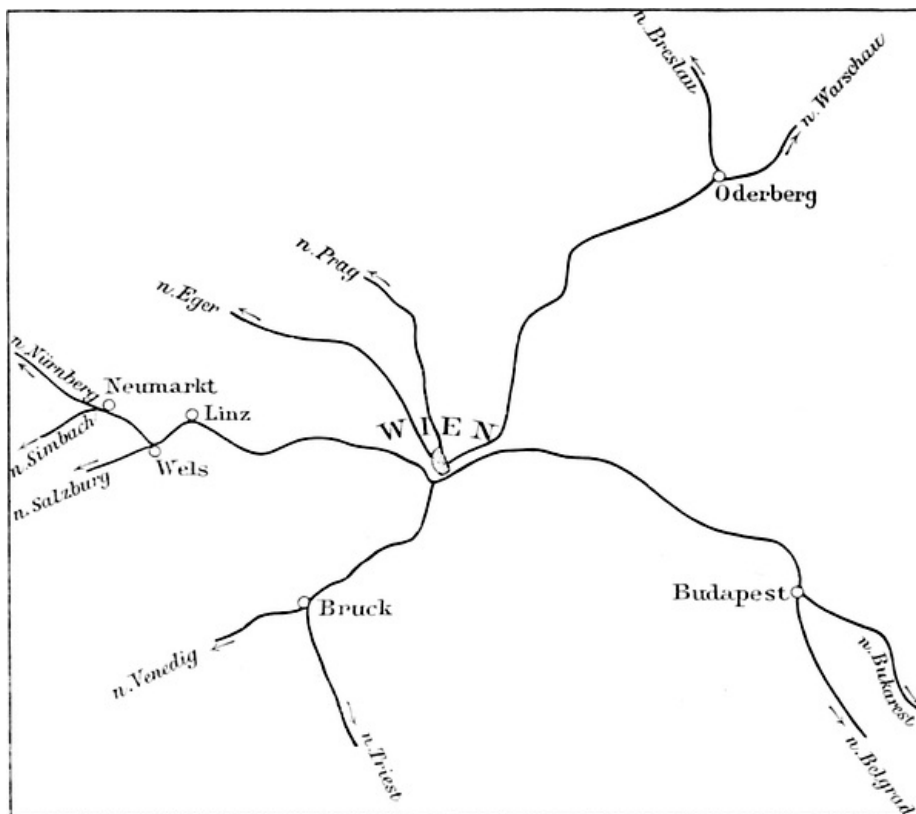 n. Breslau
n. Warschau
Oderberg
n. Prag
n. Eger
n. Nürnberg
Neumarkt
Linz
WIEN
n. Simbach
Wels
n. Salzburg
Budapest
Bruck
n. Venedig
n. Bukarest
n. Triest
n. Belgrad